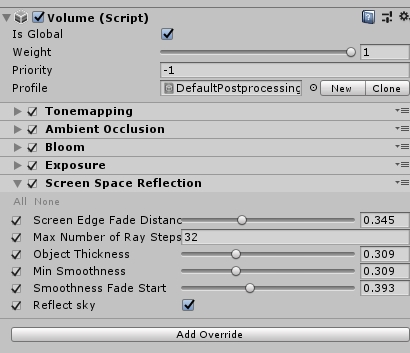 Volume (Script)
Is Global
Weight 1
Priority -1
Profile DefaultPostprocessing New Clone
Tonemapping
Ambient Occlusion
Bloom
Exposure
Screen Space Reflection
All None
Screen Edge Fade Distanc 0.345
Max Number of Ray Steps 32
Object Thickness 0.309
Min Smoothness 0.309
Smoothness Fade Start 0.393
Reflect sky
Add Override